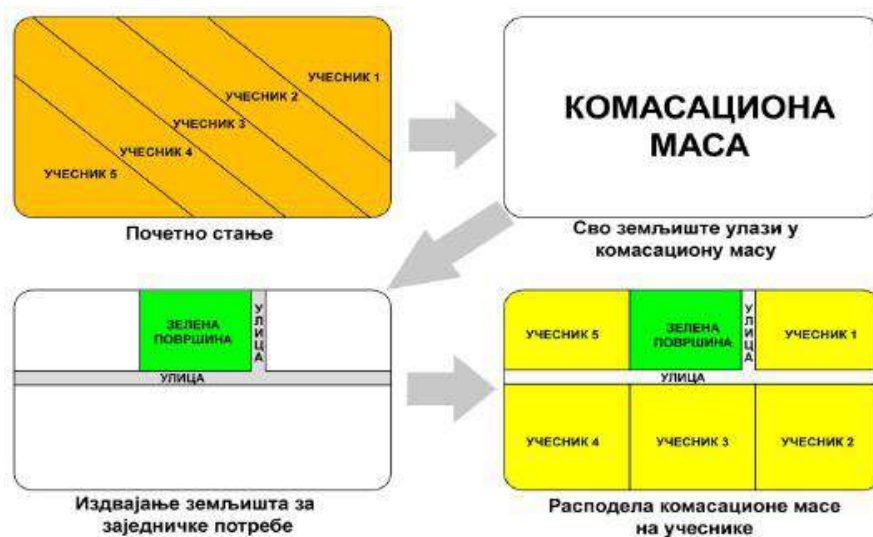 УЧЕСНИК 1
УЧЕСНИК 2
УЧЕСНИК 3
УЧЕСНИК 4
УЧЕСНИК 5
Почетно стање
КОМАСАЦИОНА
МАСА
Сво земљиште улази у
комасациону масу
ЗЕЛЕНА
ПОВРШИНА
УЛИЦА
УЛИЦА
Издвајање земљишта за
заједничке потребе
УЧЕСНИК 5
ЗЕЛЕНА
ПОВРШИНА
УЛИЦА
УЧЕСНИК 1
УЛИЦА
УЧЕСНИК 4
УЧЕСНИК 3
УЧЕСНИК 2
Расподела комасационе масе
на учеснике